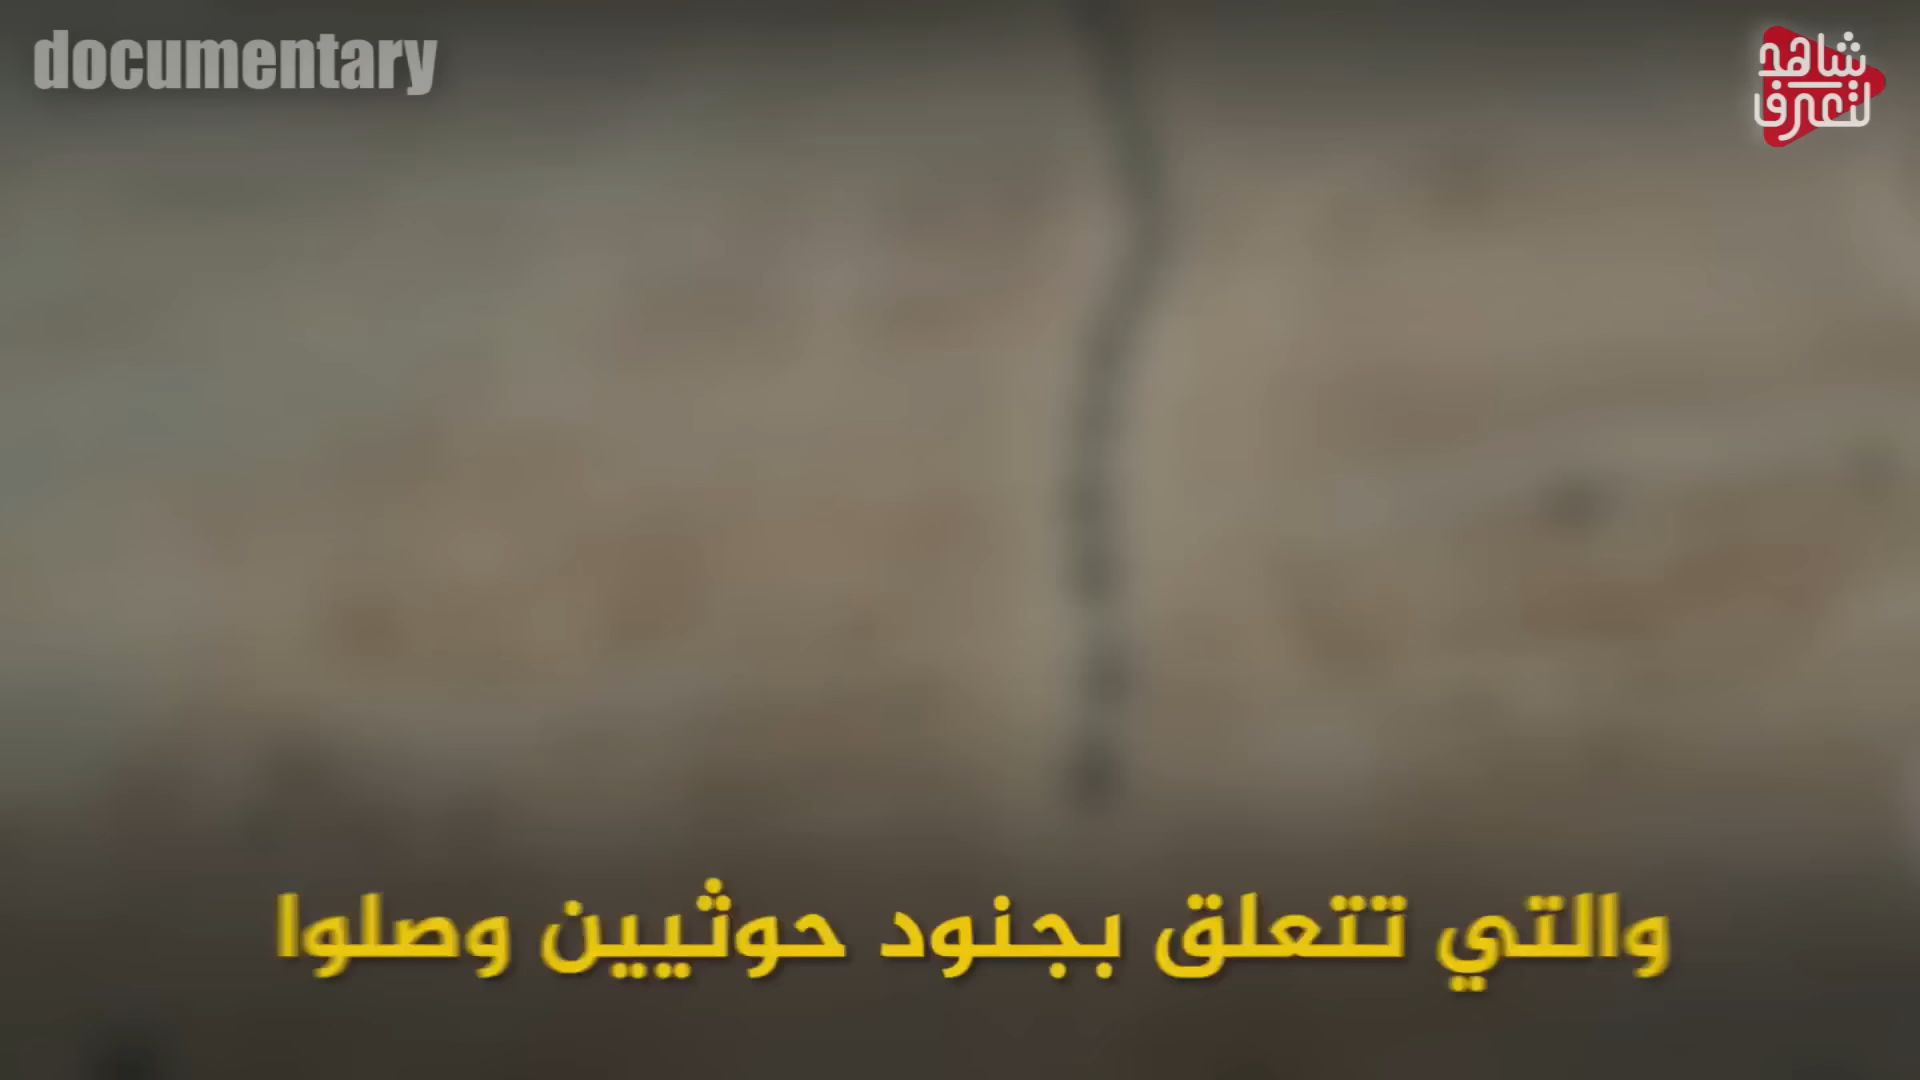 documentary
شاهد
لتعرف
والتي تتعلق بجنود حوثيين وصلوا